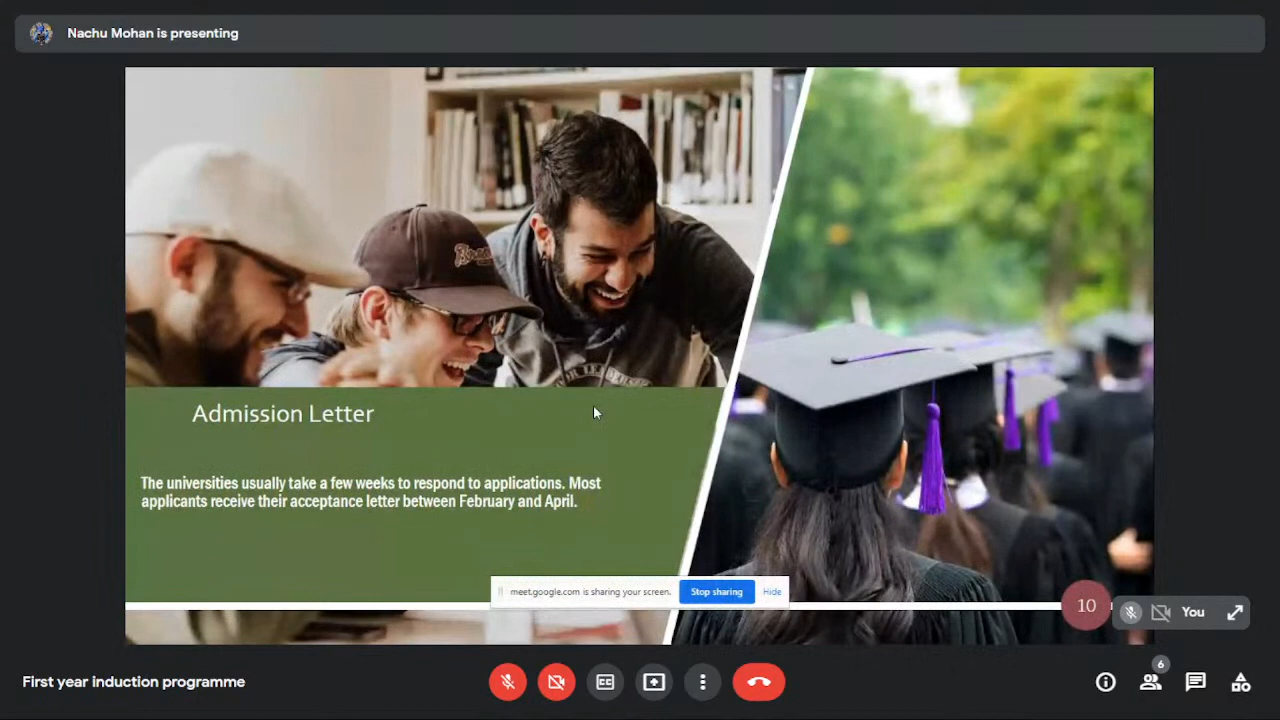 Nachu Mohan is presenting
Admission Letter
The universities usually take a few weeks to respond to applications. Most
applicants receive their acceptance letter between February and April.
meet.google.com is sharing your screen.
Stop sharing
Hide
10
You
First year induction programme
CC
6